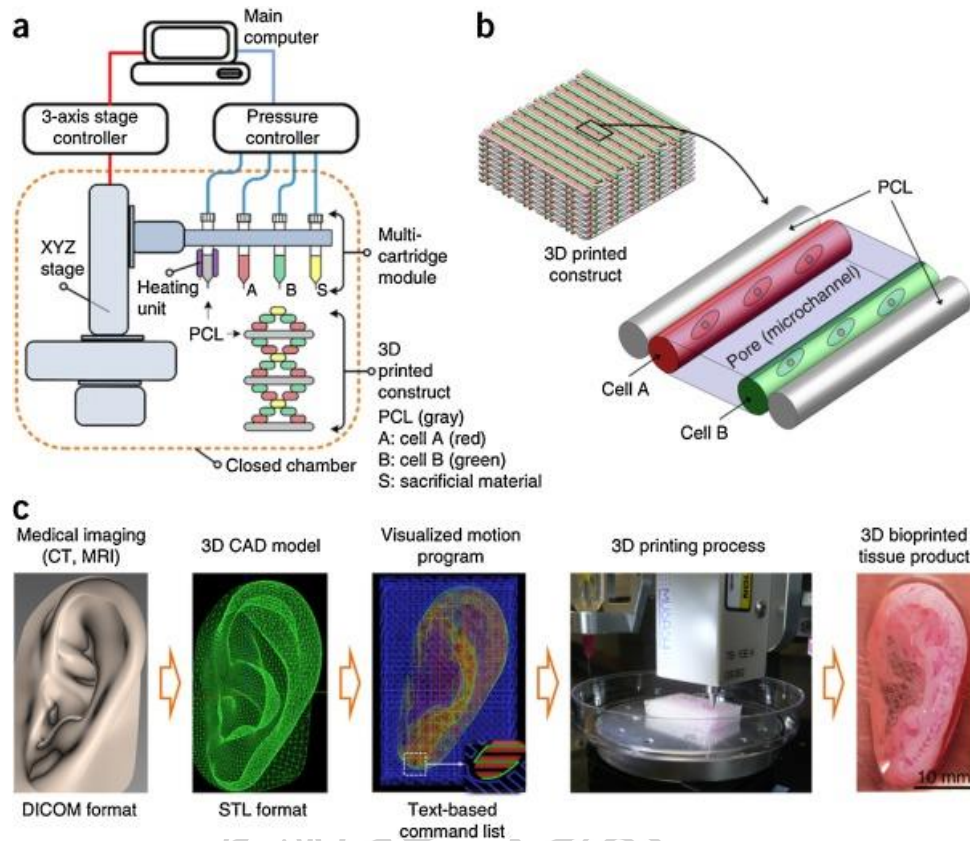 a
Main
computer
3-axis stage
controller
Pressure
controller
XYZ
stage
Heating
unit
A
B
S
Multi-
cartridge
module
PCL
3D
printed
construct
PCL (gray)
A: cell A (red)
B: cell B (green)
S: sacrificial material
Closed chamber
b
3D printed
construct
PCL
Pore (microchannel)
Cell A
Cell B
c
Medical imaging
(CT, MRI)
3D CAD model
Visualized motion
program
3D printing process
3D bioprinted
tissue product
10 mm
DICOM format
STL format
Text-based
command list